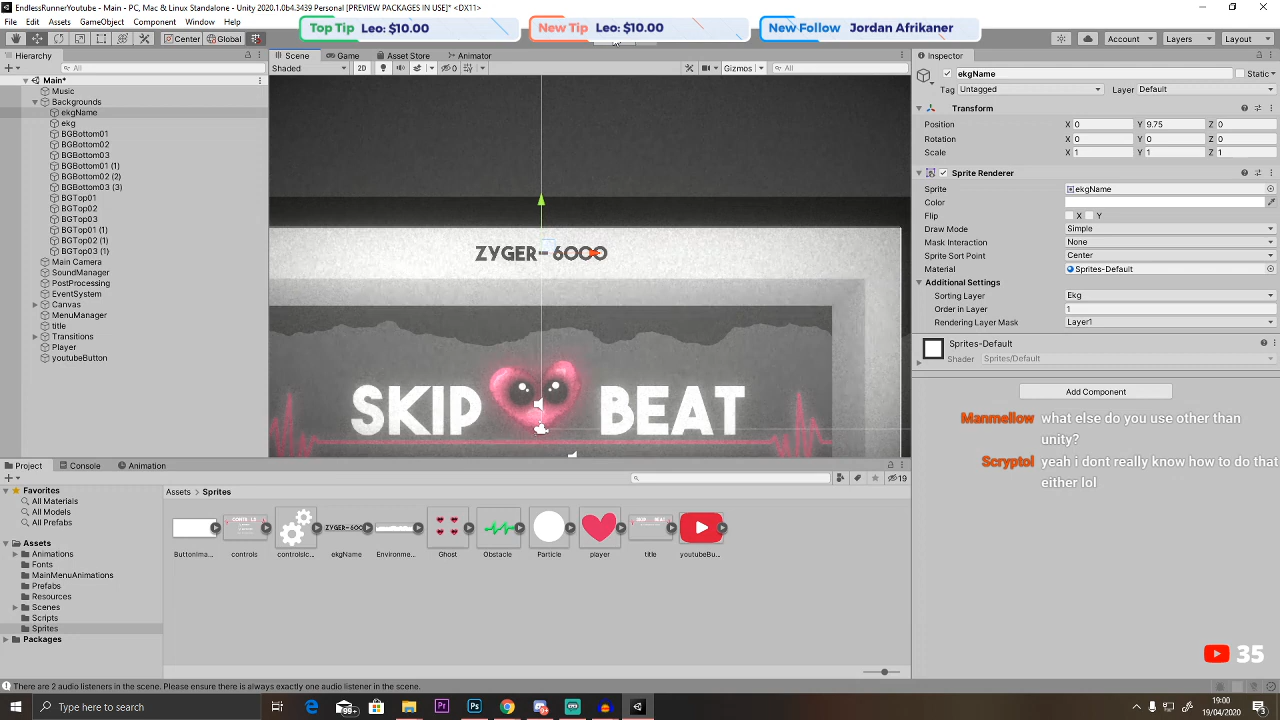 EndlessRunner - Main - PC, Mac & Linux Standalone - Unity 2020.1.0b4.3439 Personal [PREVIEW PACKAGES IN USE]* <DX11>
File Edit Assets GameObject Component
Top Tip Leo: $10.00 New Tip Leo: $10.00 New Follow Jordan Afrikaner
Center Global Account Layers Layout
Hierarchy Scene Game Asset Store Animator Inspector
All Shaded 2D Gizmos All ekgName Static
Main* Tag Untagged Layer Default
Music
Backgrounds Transform
ekgName Position X 0 Y 9.75 Z 0
ekg Rotation X 0 Y 0 Z 0
BGBottom01 Scale X 1 Y 1 Z 1
BGBottom02
BGBottom03 Sprite Renderer
BGBottom01 (1) Sprite ekgName
BGBottom02 (2) Color
BGBottom03 (3) Flip X Y
BGTop01 Draw Mode Simple
BGTop02 Mask Interaction None
BGTop03 Sprite Sort Point Center
BGTop01 (1) Material Sprites-Default
BGTop02 (1) Additional Settings
BGTop03 (1) Sorting Layer Ekg
Main Camera Order in Layer 1
SoundManager Rendering Layer Mask Layer1
PostProcessing
EventSystem Sprites-Default
Canvas Shader Sprites/Default
MenuManager
title Add Component
Transitions
Player
youtubeButton
ZYGER-6000
SKIP BEAT
Manmellow what else do you use other than
unity?
Scryptol yeah i dont really know how to do that
either lol
Project Console Animation
19
Favorites Assets > Sprites
All Materials
All Models
All Prefabs
Assets
Animations
Fonts
MainMenuAnimations
Prefabs
Resources
Scenes
Scripts
Sprites
Packages
ButtonIma... controls controlsIc... ekgName Environme... Ghost Obstacle Particle player title youtubeBu...
35
There are 2 audio listeners in the scene. Please ensure there is always exactly one audio listener in the scene.
Type here to search
99+
19:00
19/04/2020